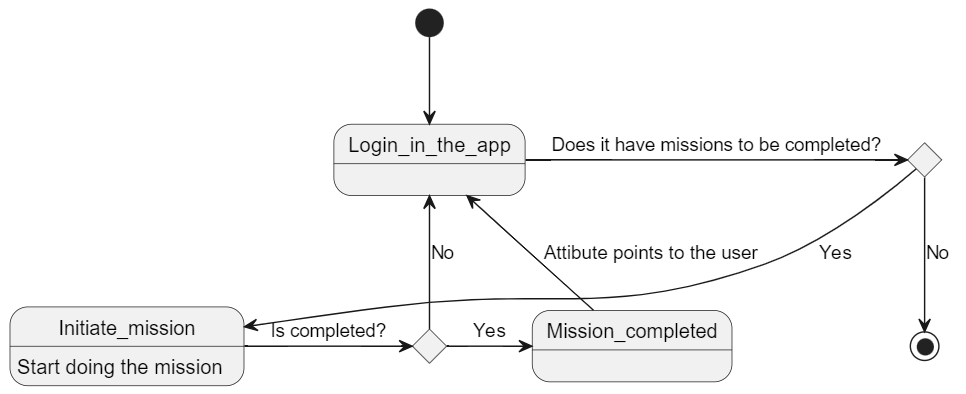 Login_in_the_app
Does it have missions to be completed?
No
Attibute points to the user
Yes
No
Initiate_mission
Start doing the mission
Is completed?
Yes
Mission_completed